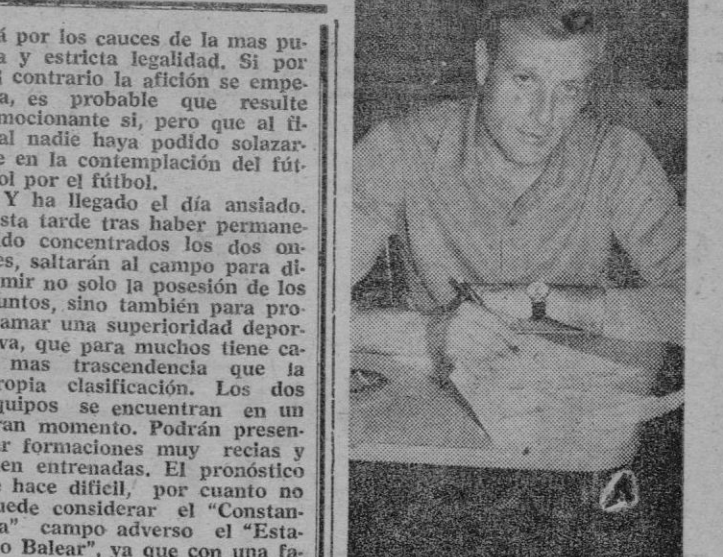 á por los cauces de la mas pu-
a y estricta legalidad. Si por
l contrario la afición se empe-
a, es probable que resulte
mocionante si, pero que al fi-
al nadie haya podido solazar-
e en la contemplación del fút-
ol por el fútbol.
Y ha llegado el día ansiado.
sta tarde tras haber permane-
do concentrados los dos on-
es, saltarán al campo para di-
mir no solo la posesión de los
untos, sino también para pro-
amar una superioridad depor-
va, que para muchos tiene ca-
mas trascendencia que la
ropia clasificación. Los dos
quipos se encuentran en un
ran momento. Podrán presen-
r formaciones muy recias y
en entrenadas. El pronóstico
e hace dificil, por cuanto no
uede considerar el "Constan-
a" campo adverso el "Esta-
o Balear", ya que con una fa-